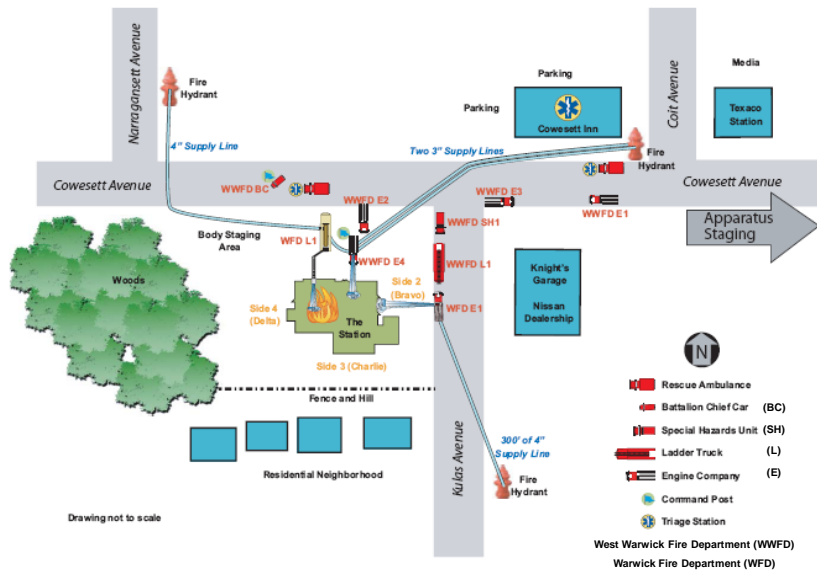 Narragansett Avenue
Fire
Hydrant
4" Supply Line
Parking
Parking
Cowesett Inn
Two 3" Supply Lines
Coit Avenue
Media
Texaco
Station
Fire
Hydrant
Cowesett Avenue
WWFD BC
WWFD E2
WWFD E3
WWFD E1
Cowesett Avenue
Apparatus
Staging
Body Staging
Area
WFD L1
WWFD E4
WWFD SH1
WWFD L1
WFD E1
Woods
Side 2
(Bravo)
Side 4
(Delta)
The
Station
Side 3 (Charlie)
Knight's
Garage
Nissan
Dealership
Fence and Hill
Residential Neighborhood
Kulas Avenue
300' of 4"
Supply Line
Fire
Hydrant
Drawing not to scale
N
Rescue Ambulance
Battalion Chief Car (BC)
Special Hazards Unit (SH)
Ladder Truck (L)
Engine Company (E)
Command Post
Triage Station
West Warwick Fire Department (WWFD)
Warwick Fire Department (WFD)